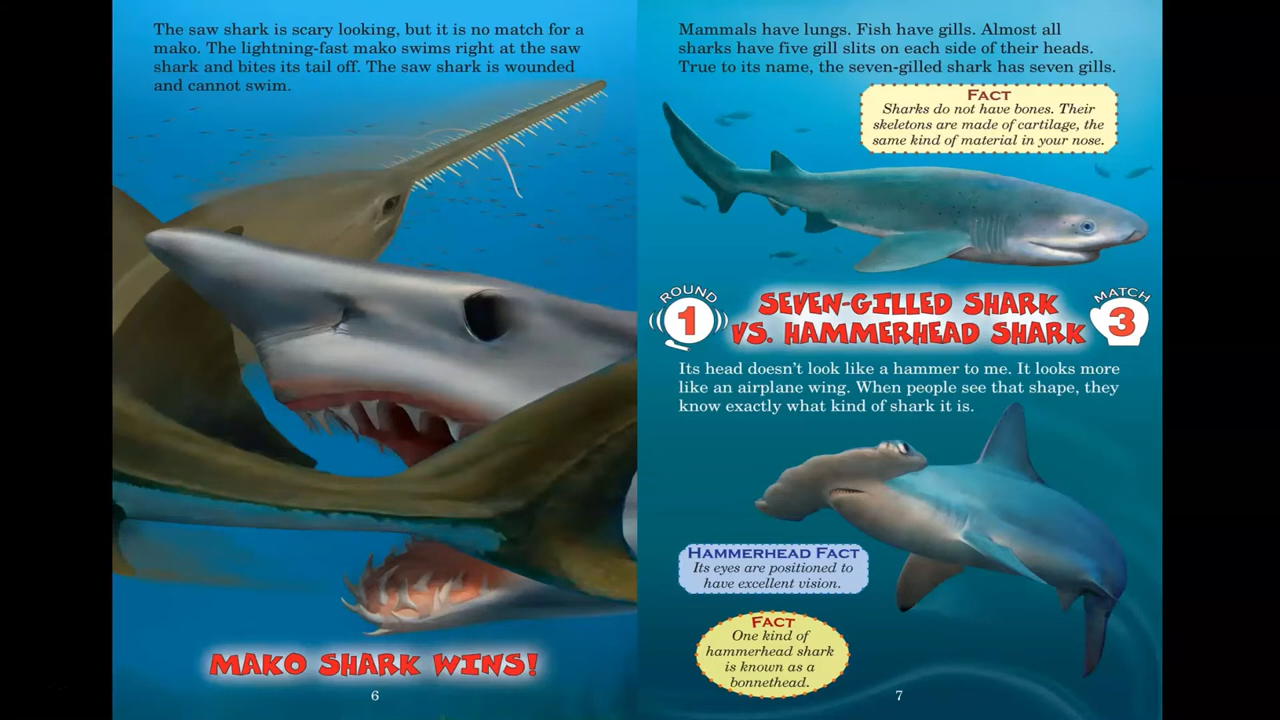 The saw shark is scary looking, but it is no match for a
mako. The lightning-fast mako swims right at the saw
shark and bites its tail off. The saw shark is wounded
and cannot swim.
MAKO SHARK WINS!
6
Mammals have lungs. Fish have gills. Almost all
sharks have five gill slits on each side of their heads.
True to its name, the seven-gilled shark has seven gills.
FACT
Sharks do not have bones. Their
skeletons are made of cartilage, the
same kind of material in your nose.
ROUND
1
SEVEN-GILLED SHARK
VS. HAMMERHEAD SHARK
MATCH
3
Its head doesn't look like a hammer to me. It looks more
like an airplane wing. When people see that shape, they
know exactly what kind of shark it is.
HAMMERHEAD FACT
Its eyes are positioned to
have excellent vision.
FACT
One kind of
hammerhead shark
is known as a
bonnethead.
7